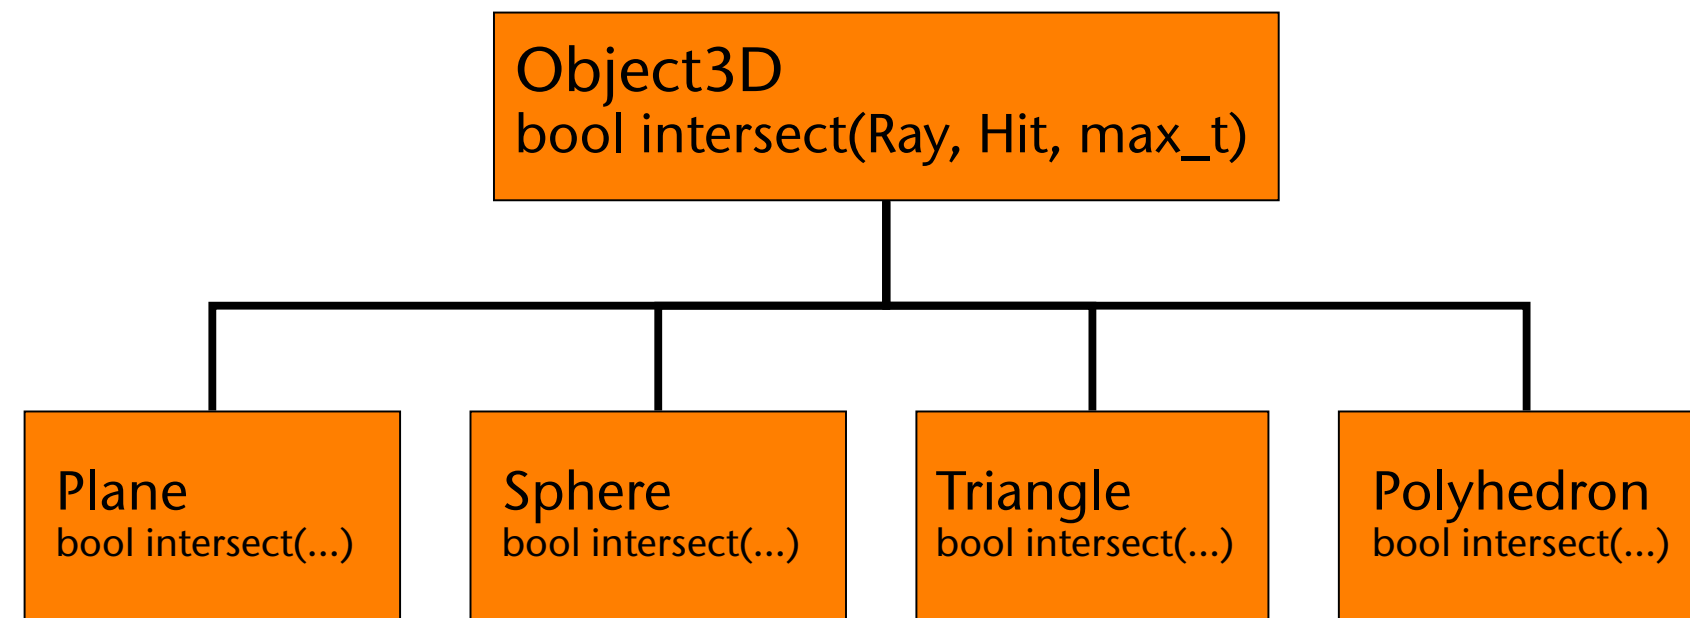 Object3D
bool intersect(Ray, Hit, max_t)
Plane
bool intersect(...)
Sphere
bool intersect(...)
Triangle
bool intersect(...)
Polyhedron
bool intersect(...)